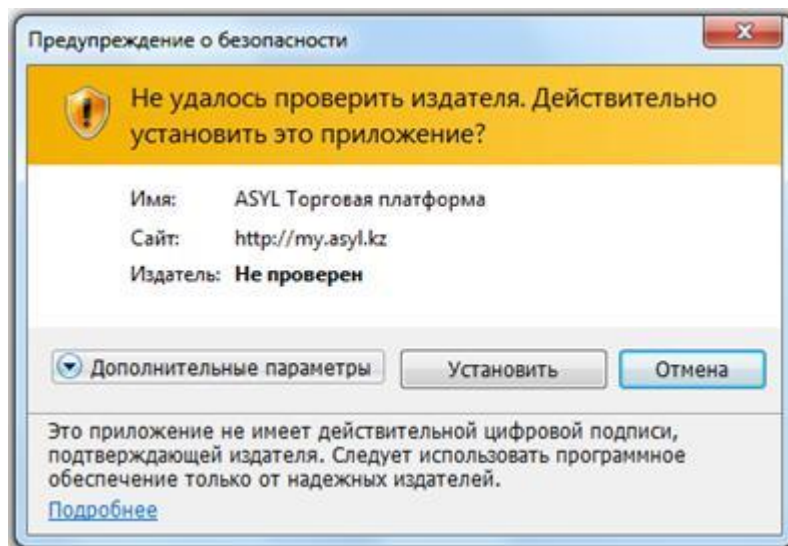 Предупреждение о безопасности
Не удалось проверить издателя. Действительно
установить это приложение?
Имя: ASYL Торговая платформа
Сайт: http://my.asyl.kz
Издатель: Не проверен
Дополнительные параметры Установить Отмена
Это приложение не имеет действительной цифровой подписи,
подтверждающей издателя. Следует использовать программное
обеспечение только от надежных издателей.
Подробнее